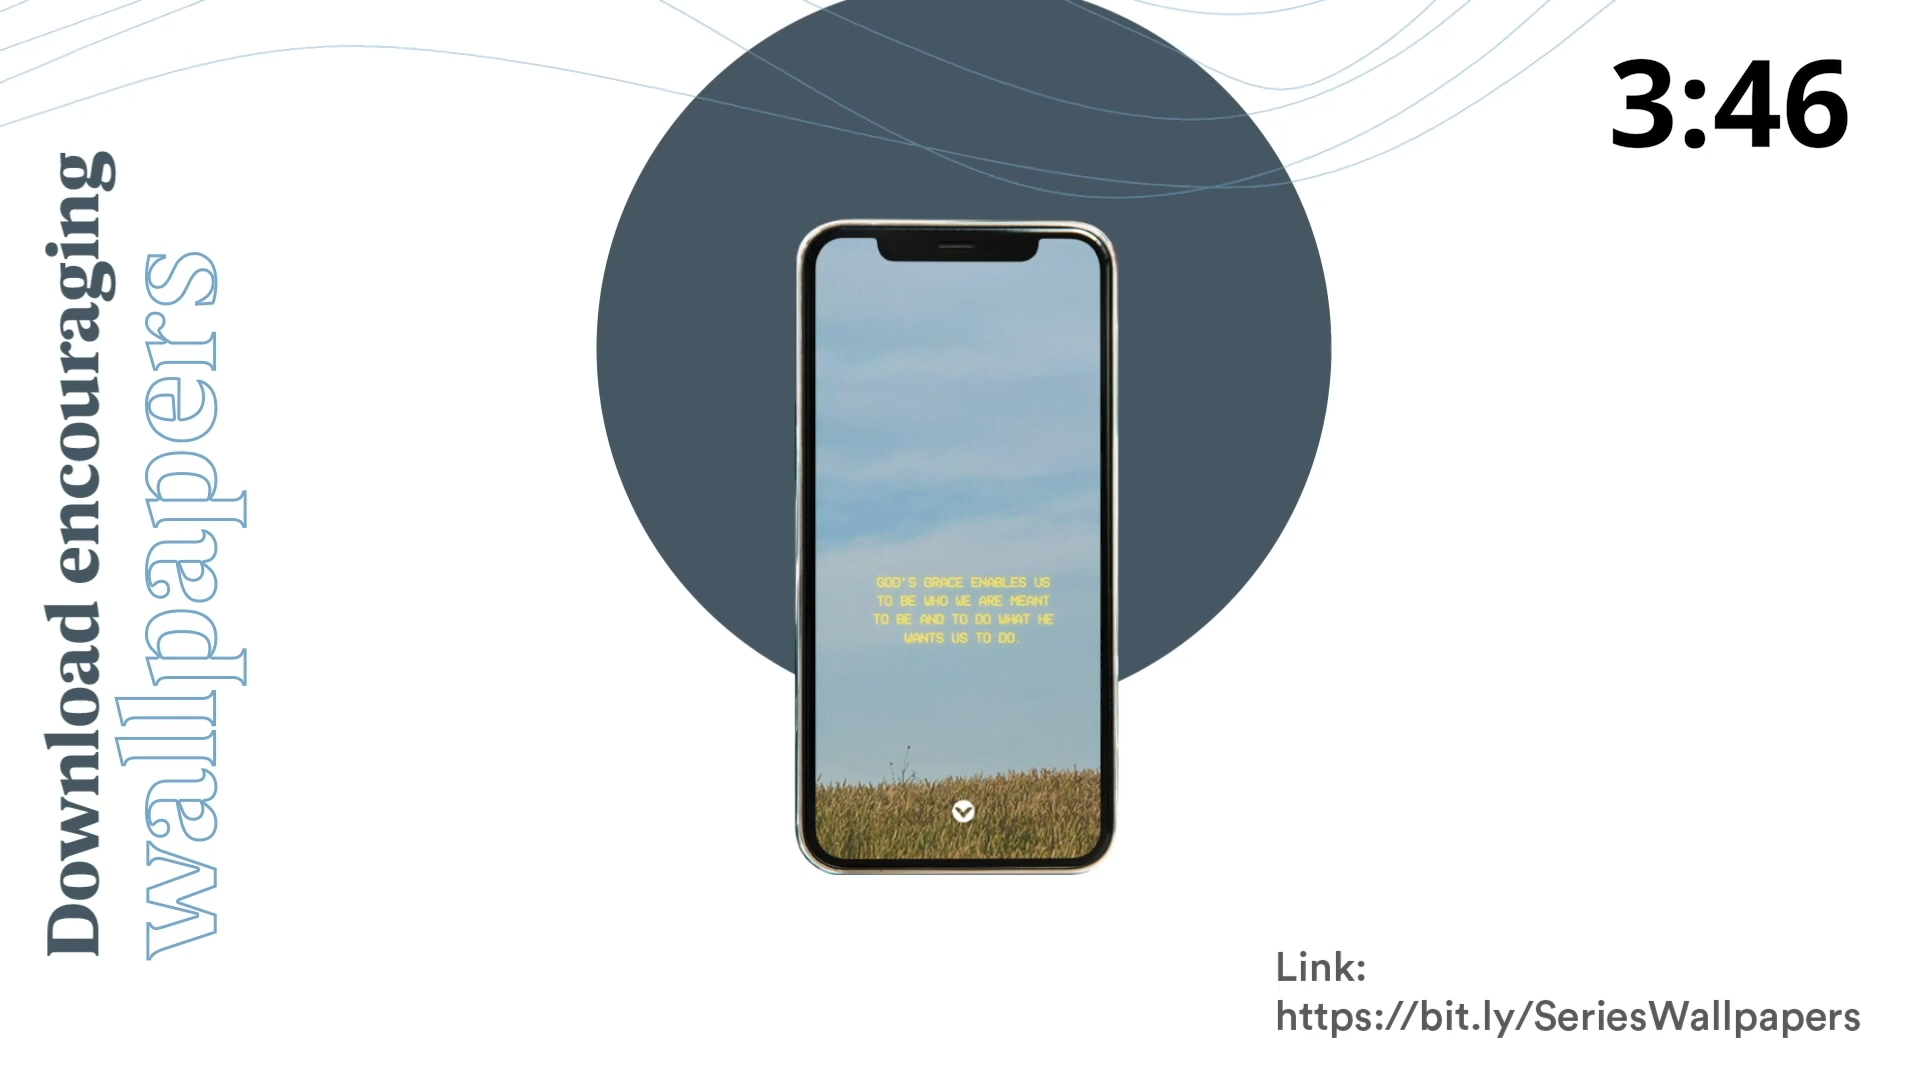 Download encouraging
wallpapers
3:46
GOD'S GRACE ENABLES US
TO BE WHO WE ARE MEANT
TO BE AND TO DO WHAT HE
WANTS US TO DO.
Link:
https://bit.ly/SeriesWallpapers